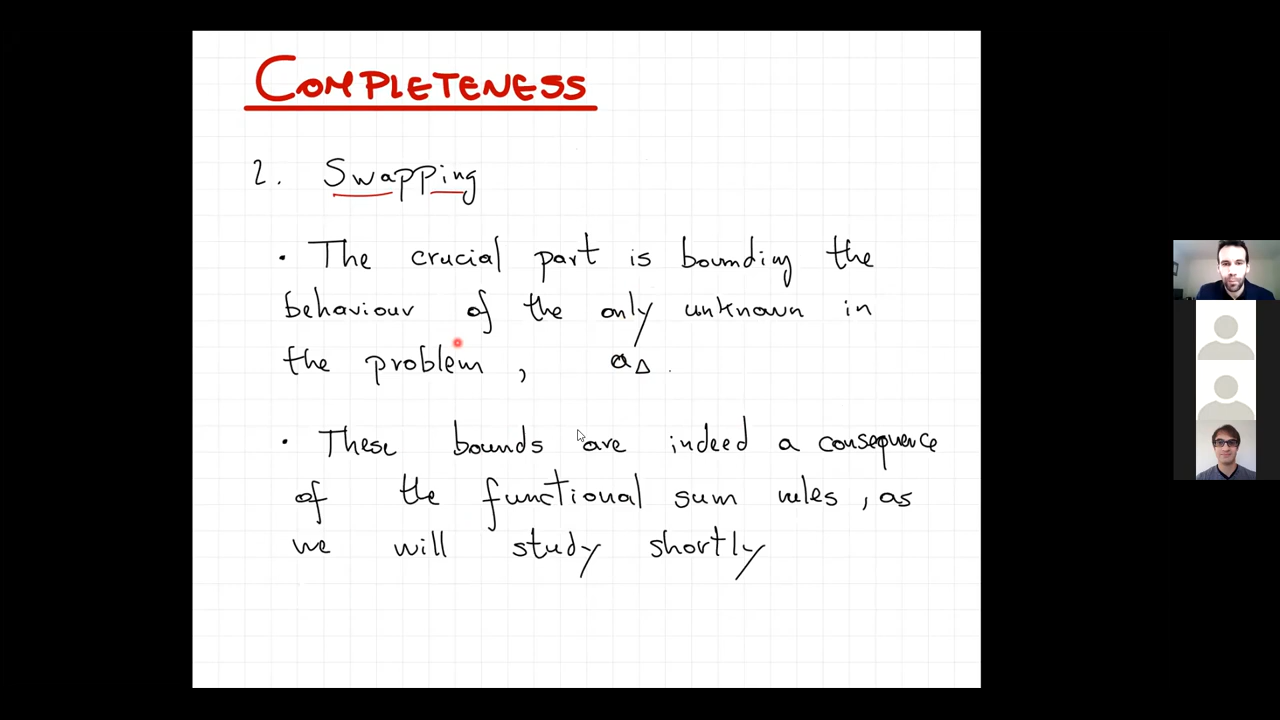 COMPLETENESS
2. Swapping
• The crucial part is bounding the
behaviour of the only unknown in
the problem, a_Δ.
• These bounds are indeed a consequence
of the functional sum rules, as
we will study shortly